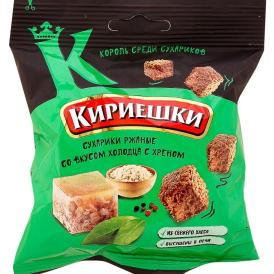 К
КОРОЛЬ СРЕДИ СУХАРИКОВ
КИРИЕШКИ
СУХАРИКИ РЖАНЫЕ
СО ВКУСОМ ХОЛОДЦА С ХРЕНОМ
ИЗ СВЕЖЕГО ХЛЕБА
ВЫСУШЕНЫ В ПЕЧИ